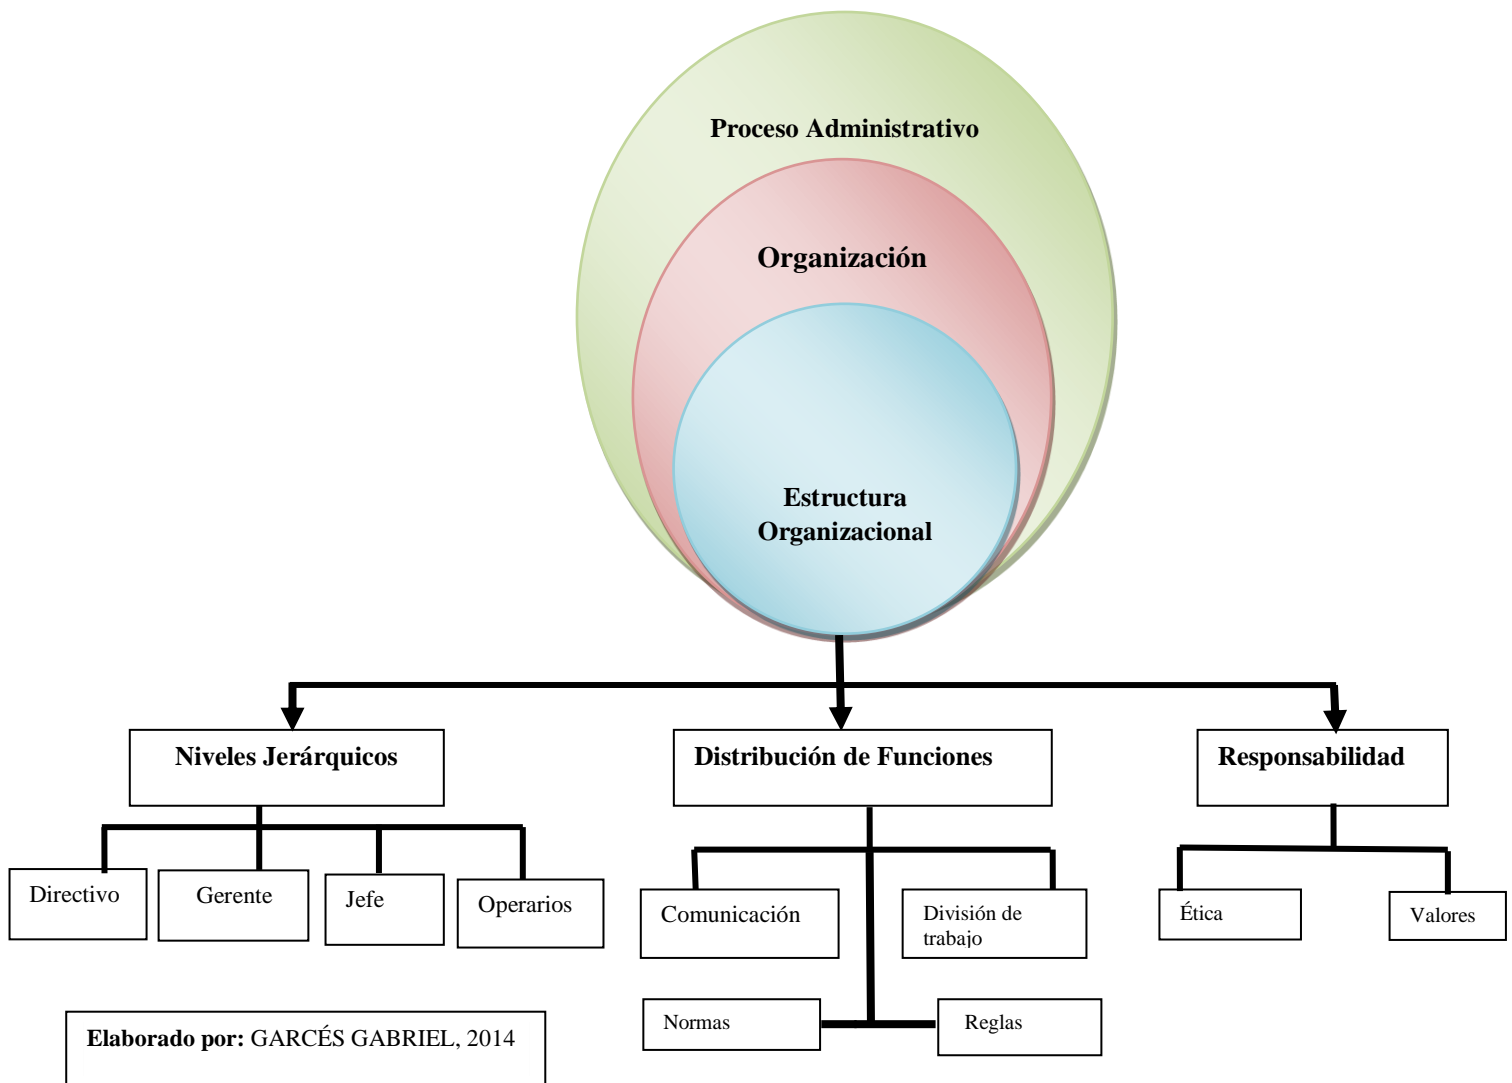 Proceso Administrativo
Organización
Estructura
Organizacional
Niveles Jerárquicos
Distribución de Funciones
Responsabilidad
Directivo
Gerente
Jefe
Operarios
Comunicación
División de
trabajo
Ética
Valores
Normas
Reglas
Elaborado por: GARCÉS GABRIEL, 2014